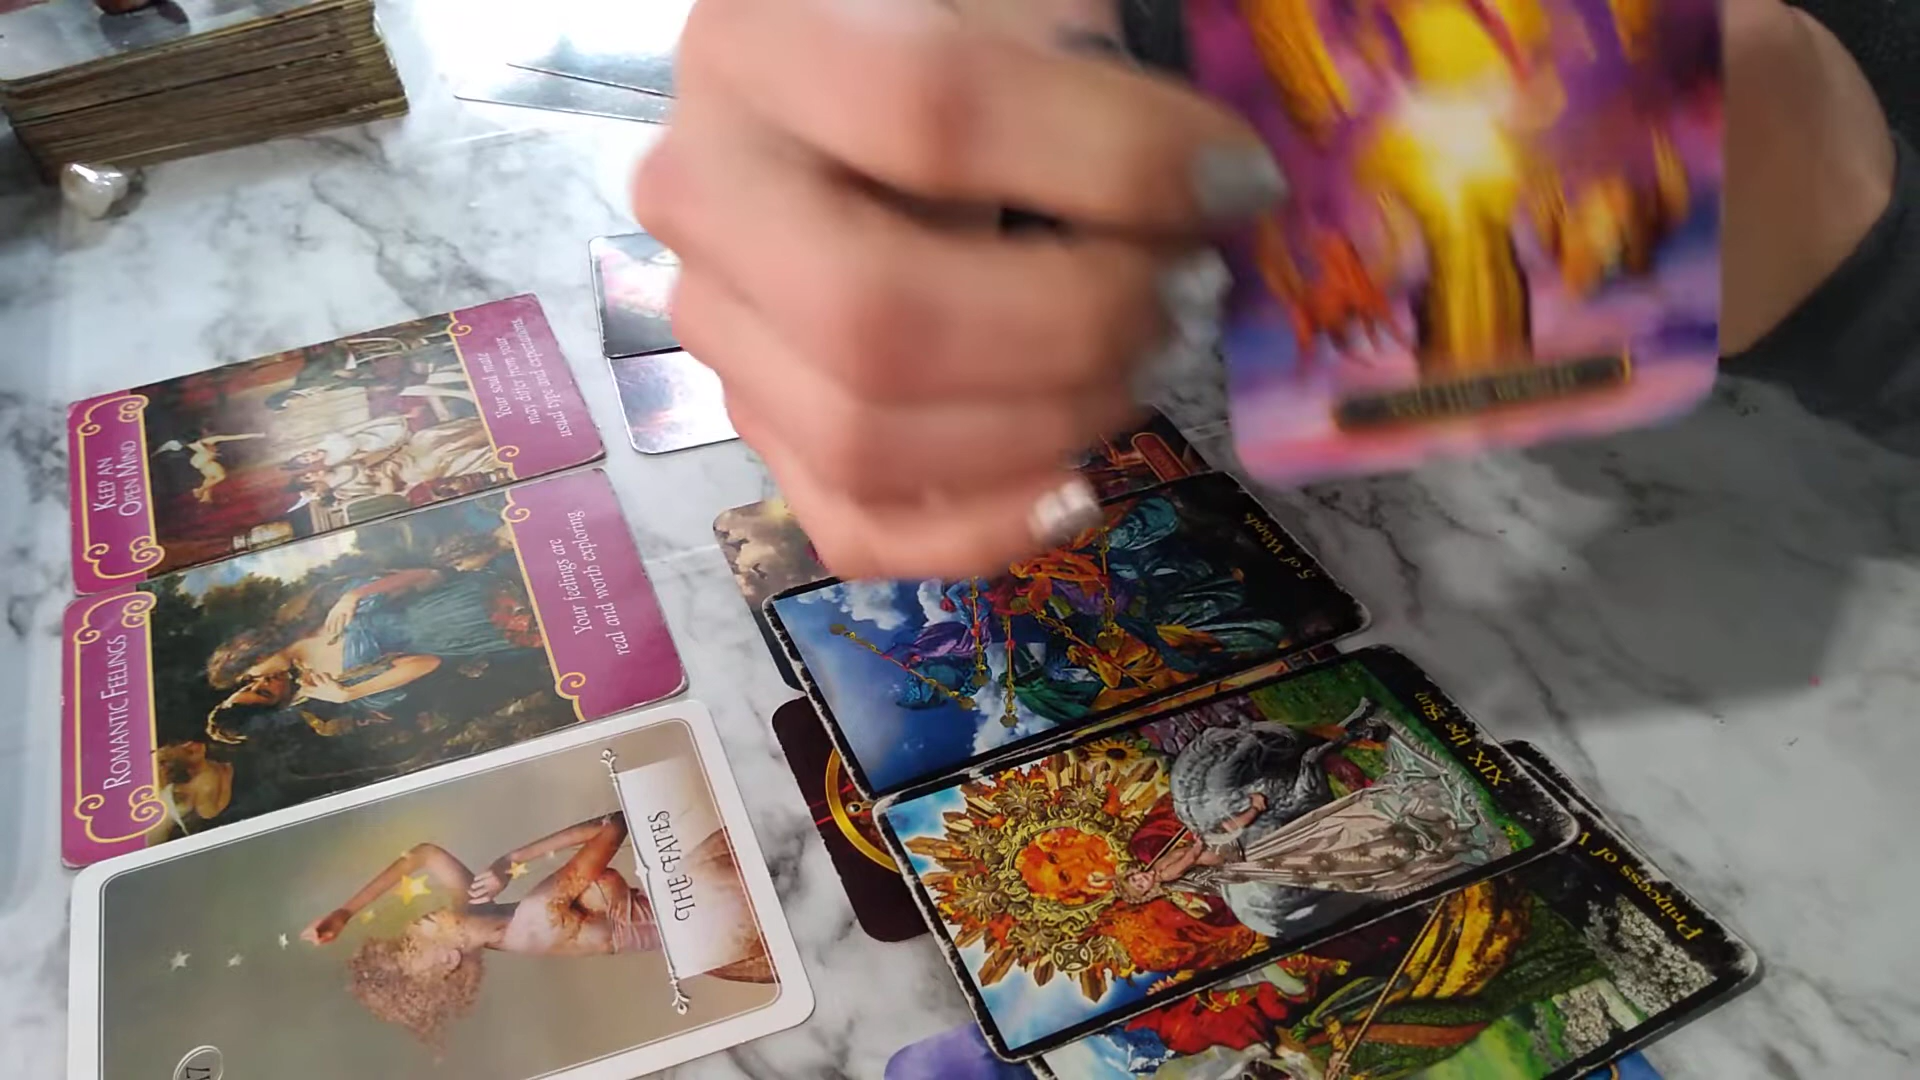 KEEP AN
OPEN MIND
Your soul mate
may differ from your
usual type and expectations.
ROMANTIC FEELINGS
Your feelings are
real and worth exploring
THE FATES
5 of Wands
XIX The Sun
Princess of